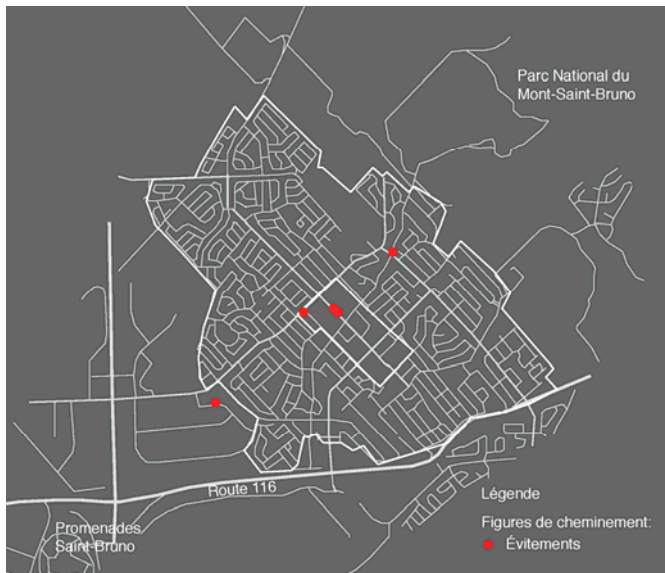 Parc National du
Mont-Saint-Bruno
Route 116
Promenades
Saint-Bruno
Légende
Figures de cheminement:
Évitements